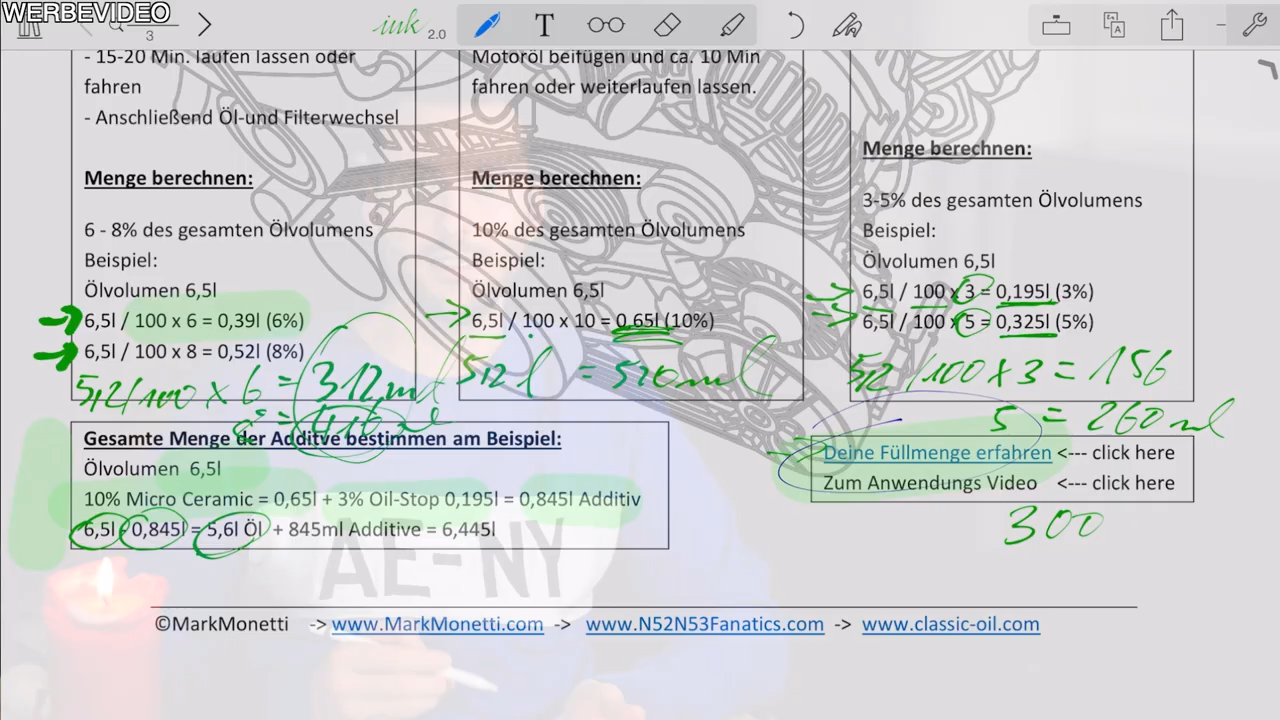 WERBEVIDEO
3
ink 2.0
T
- 15-20 Min. laufen lassen oder
fahren
- Anschließend Öl-und Filterwechsel
Menge berechnen:
6 - 8% des gesamten Ölvolumens
Beispiel:
Ölvolumen 6,5l
6,5l / 100 x 6 = 0,39l (6%)
6,5l / 100 x 8 = 0,52l (8%)
5,2/100 x 6 = 312ml
8 = 416ml
Motoröl beifügen und ca. 10 Min
fahren oder weiterlaufen lassen.
Menge berechnen:
10% des gesamten Ölvolumens
Beispiel:
Ölvolumen 6,5l
6,5l / 100 x 10 = 0,65l (10%)
5,2 l = 520ml
Menge berechnen:
3-5% des gesamten Ölvolumens
Beispiel:
Ölvolumen 6,5l
6,5l / 100 x 3 = 0,195l (3%)
6,5l / 100 x 5 = 0,325l (5%)
5,2 / 100 x 3 = 156
5 = 260ml
Gesamte Menge der Additve bestimmen am Beispiel:
Ölvolumen 6,5l
10% Micro Ceramic = 0,65l + 3% Oil-Stop 0,195l = 0,845l Additiv
6,5l - 0,845l = 5,6l Öl + 845ml Additive = 6,445l
Deine Füllmenge erfahren <--- click here
Zum Anwendungs Video <--- click here
300
AE-NY
©MarkMonetti -> www.MarkMonetti.com -> www.N52N53Fanatics.com -> www.classic-oil.com